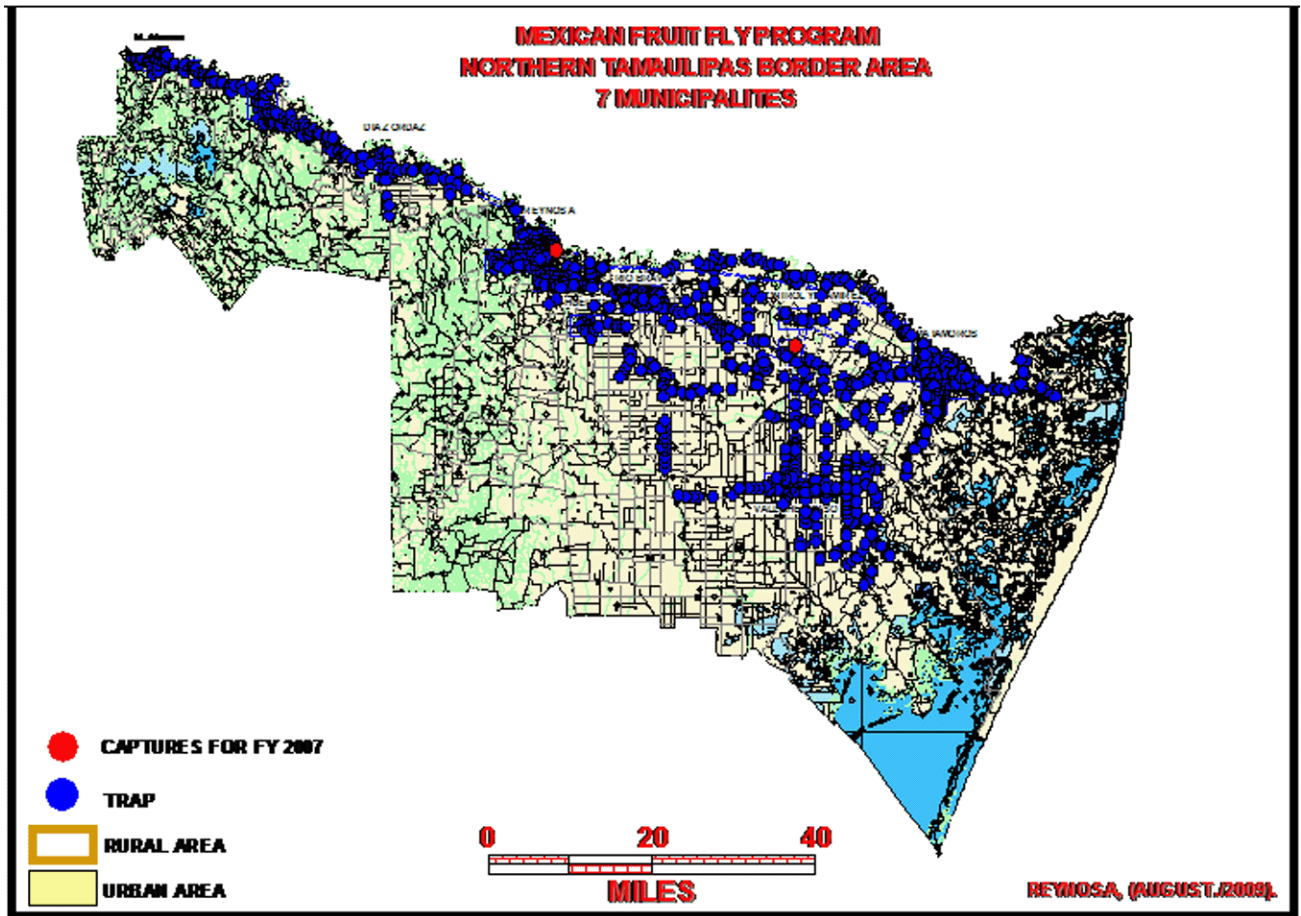 MEXICAN FRUIT FLY PROGRAM
NORTHERN TAMAULIPAS BORDER AREA
7 MUNICIPALITES
DIAZ ORDAZ
REYNOSA
CAPTURES FOR FY 2007
TRAP
RURAL AREA
URBAN AREA
0 20 40
MILES
REYNOSA, (AUGUST./2009).